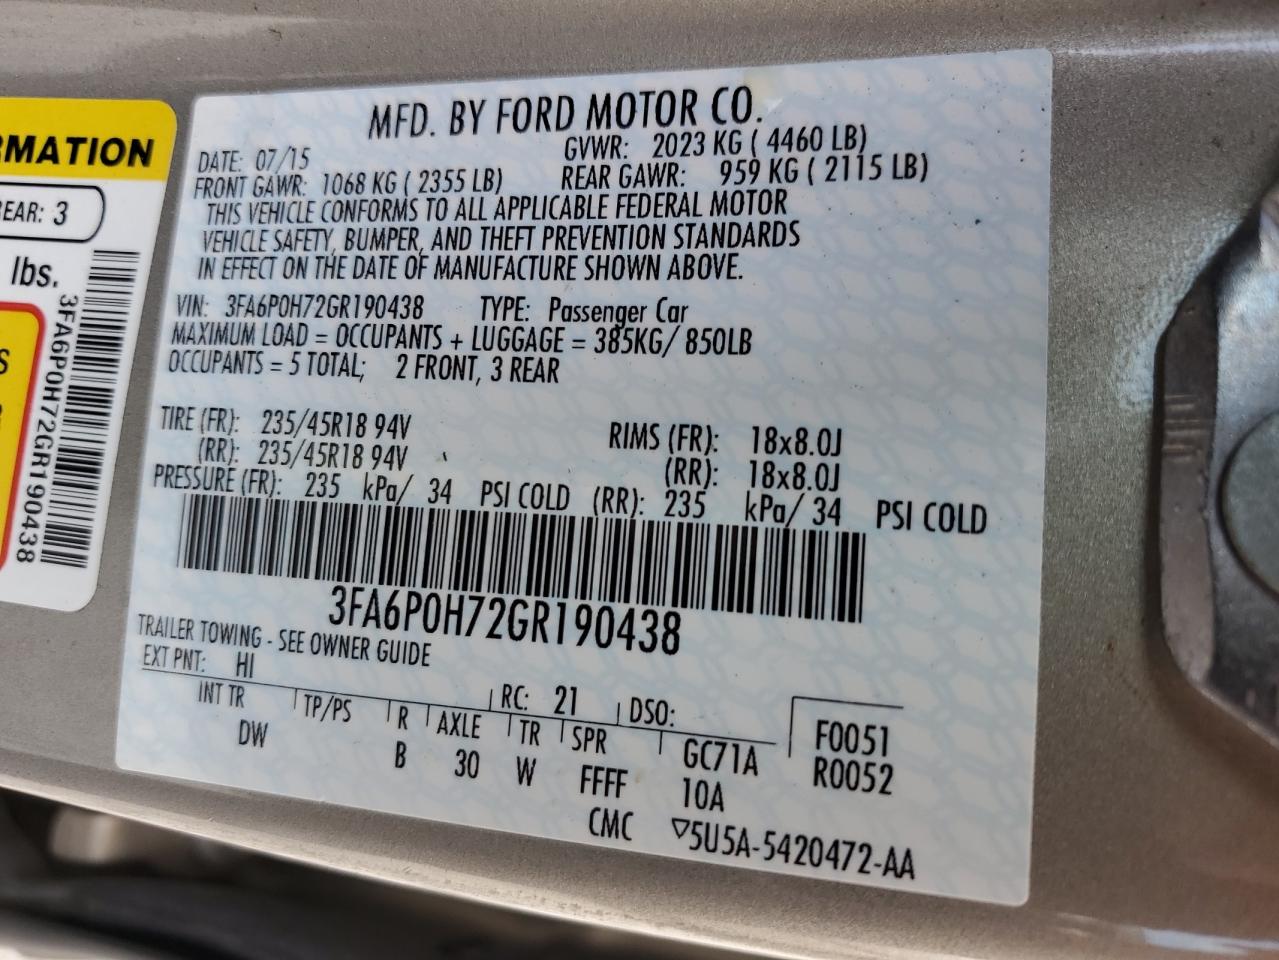 RMATION
REAR: 3
lbs.
3FA6P0H72GR190438
S
MFD. BY FORD MOTOR CO.
DATE: 07/15 GVWR: 2023 KG ( 4460 LB)
FRONT GAWR: 1068 KG ( 2355 LB) REAR GAWR: 959 KG ( 2115 LB)
THIS VEHICLE CONFORMS TO ALL APPLICABLE FEDERAL MOTOR
VEHICLE SAFETY, BUMPER, AND THEFT PREVENTION STANDARDS
IN EFFECT ON THE DATE OF MANUFACTURE SHOWN ABOVE.
VIN: 3FA6P0H72GR190438 TYPE: Passenger Car
MAXIMUM LOAD = OCCUPANTS + LUGGAGE = 385KG/ 850LB
OCCUPANTS = 5 TOTAL; 2 FRONT, 3 REAR
TIRE (FR): 235/45R18 94V RIMS (FR): 18x8.0J
(RR): 235/45R18 94V (RR): 18x8.0J
PRESSURE (FR): 235 kPa/ 34 PSI COLD (RR): 235 kPa/ 34 PSI COLD
3FA6P0H72GR190438
TRAILER TOWING - SEE OWNER GUIDE
EXT PNT: HI RC: 21 DSO:
INT TR TP/PS R AXLE TR SPR GC71A F0051
DW B 30 W FFFF 10A R0052
CMC ▽5U5A-5420472-AA